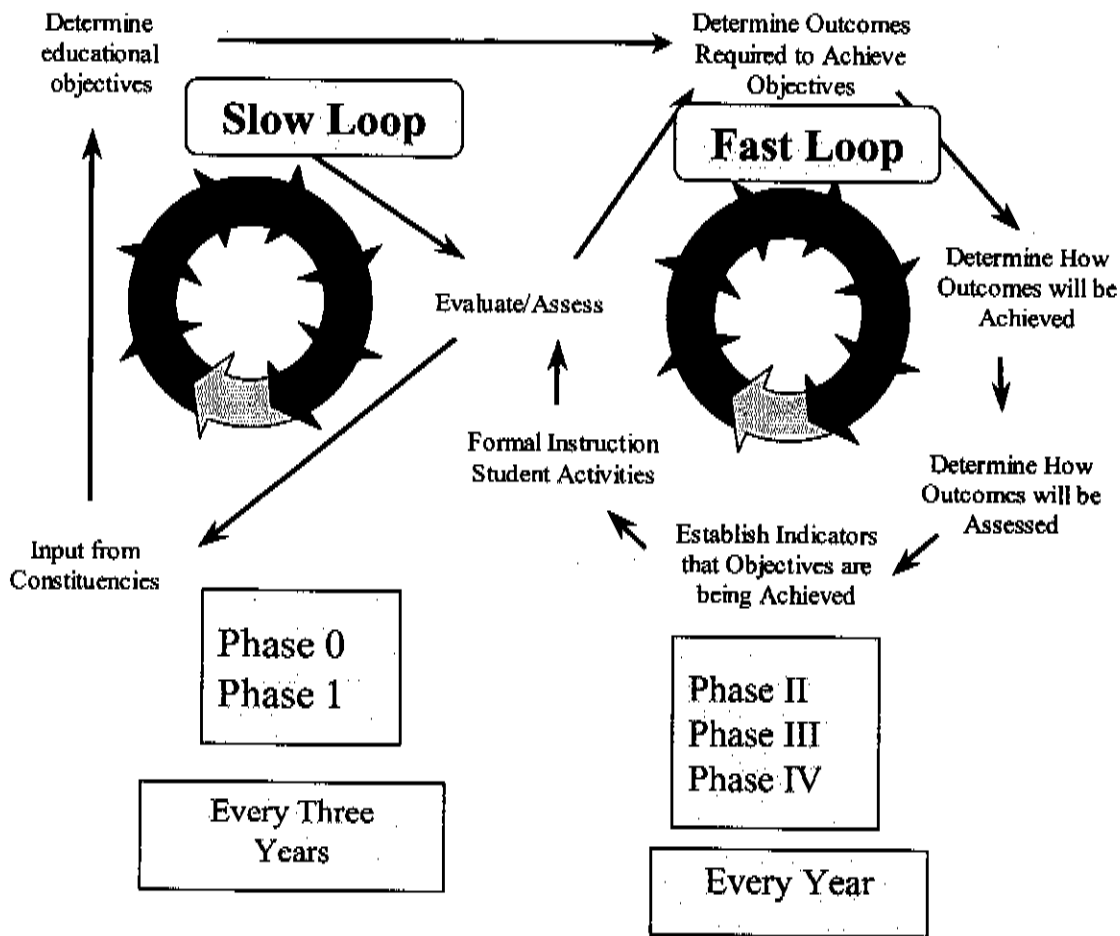 Determine
educational
objectives
Determine Outcomes
Required to Achieve
Objectives
Slow Loop
Fast Loop
Evaluate/Assess
Determine How
Outcomes will be
Achieved
Formal Instruction
Student Activities
Determine How
Outcomes will be
Assessed
Input from
Constituencies
Establish Indicators
that Objectives are
being Achieved
Phase 0
Phase 1
Phase II
Phase III
Phase IV
Every Three
Years
Every Year